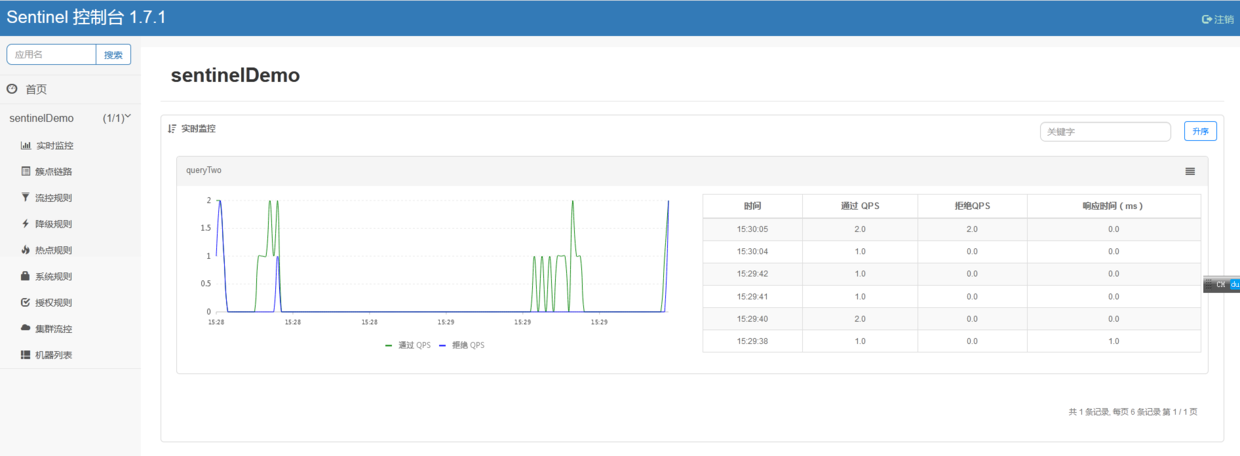 Sentinel 控制台 1.7.1
注销
应用名 搜索
首页
sentinelDemo (1/1)
实时监控
簇点链路
流控规则
降级规则
热点规则
系统规则
授权规则
集群流控
机器列表
sentinelDemo
实时监控
关键字 升序
queryTwo
2
1.5
1
0.5
0
15:28 15:28 15:28 15:29 15:29 15:29
通过 QPS 拒绝 QPS
时间 通过 QPS 拒绝QPS 响应时间 ( ms )
15:30:05 2.0 2.0 0.0
15:30:04 1.0 0.0 0.0
15:29:42 1.0 0.0 0.0
15:29:41 1.0 0.0 0.0
15:29:40 2.0 0.0 0.0
15:29:38 1.0 0.0 1.0
CX du
共 1 条记录, 每页 6 条记录 第 1 / 1 页